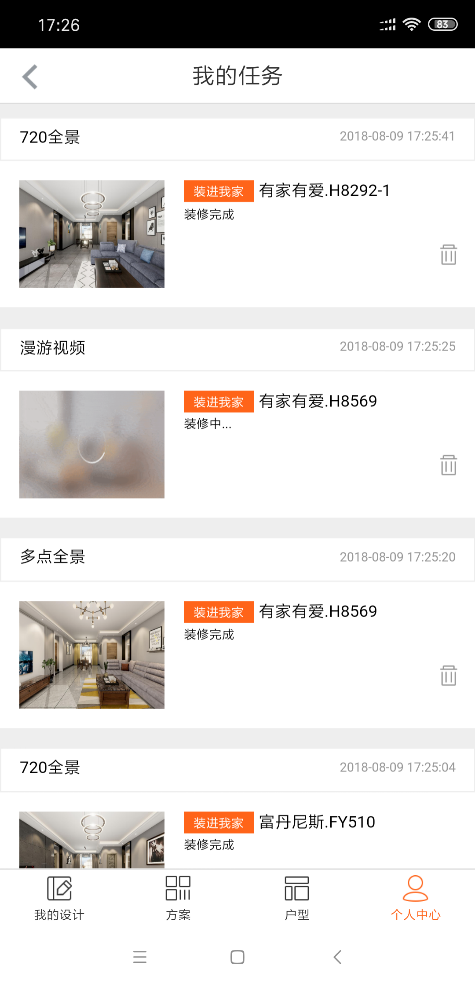 17:26
83
我的任务
720全景
2018-08-09 17:25:41
装进我家 有家有爱.H8292-1
装修完成
漫游视频
2018-08-09 17:25:25
装进我家 有家有爱.H8569
装修中...
多点全景
2018-08-09 17:25:20
装进我家 有家有爱.H8569
装修完成
720全景
2018-08-09 17:25:04
装进我家 富丹尼斯.FY510
装修完成
我的设计
方案
户型
个人中心